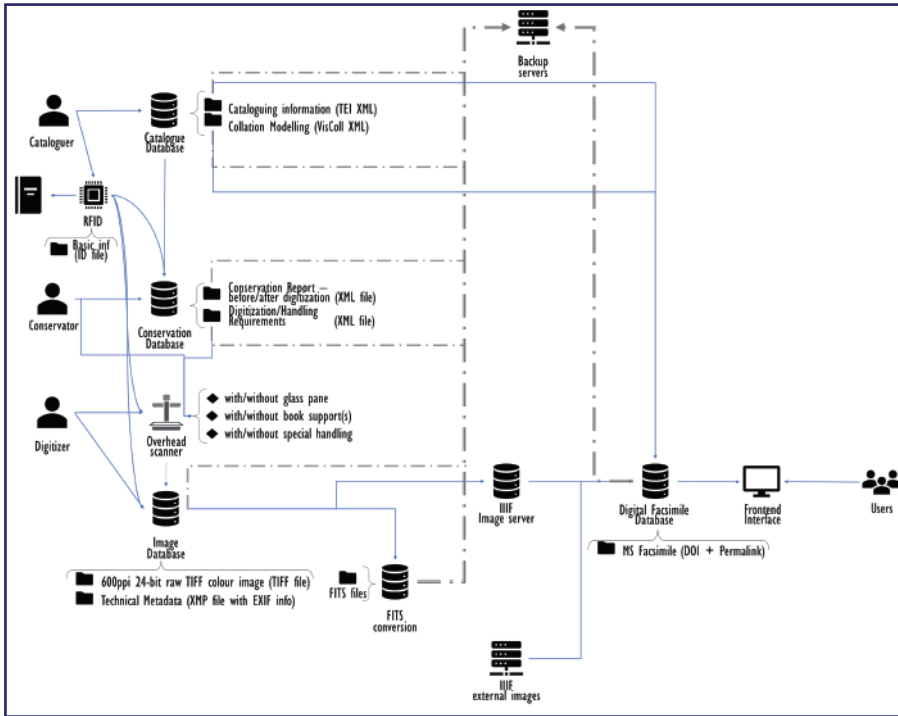 Backup
servers
Cataloguing information (TEI XML)
Collation Modelling (VisColl XML)
Cataloguer
Catalogue
Database
RFID
Basic inf
(ID file)
Conservation Report –
before/after digitization (XML file)
Digitization/Handling
Requirements (XML file)
Conservator
Conservation
Database
with/without glass pane
with/without book support(s)
with/without special handling
Digitizer
Overhead
scanner
IIIF
Image server
Digital Facsimile
Database
Frontend
Interface
Users
Image
Database
MS Facsimile (DOI + Permalink)
600ppi 24-bit raw TIFF colour image (TIFF file)
Technical Metadata (XMP file with EXIF info)
FITS files
FITS
conversion
IIIF
external images